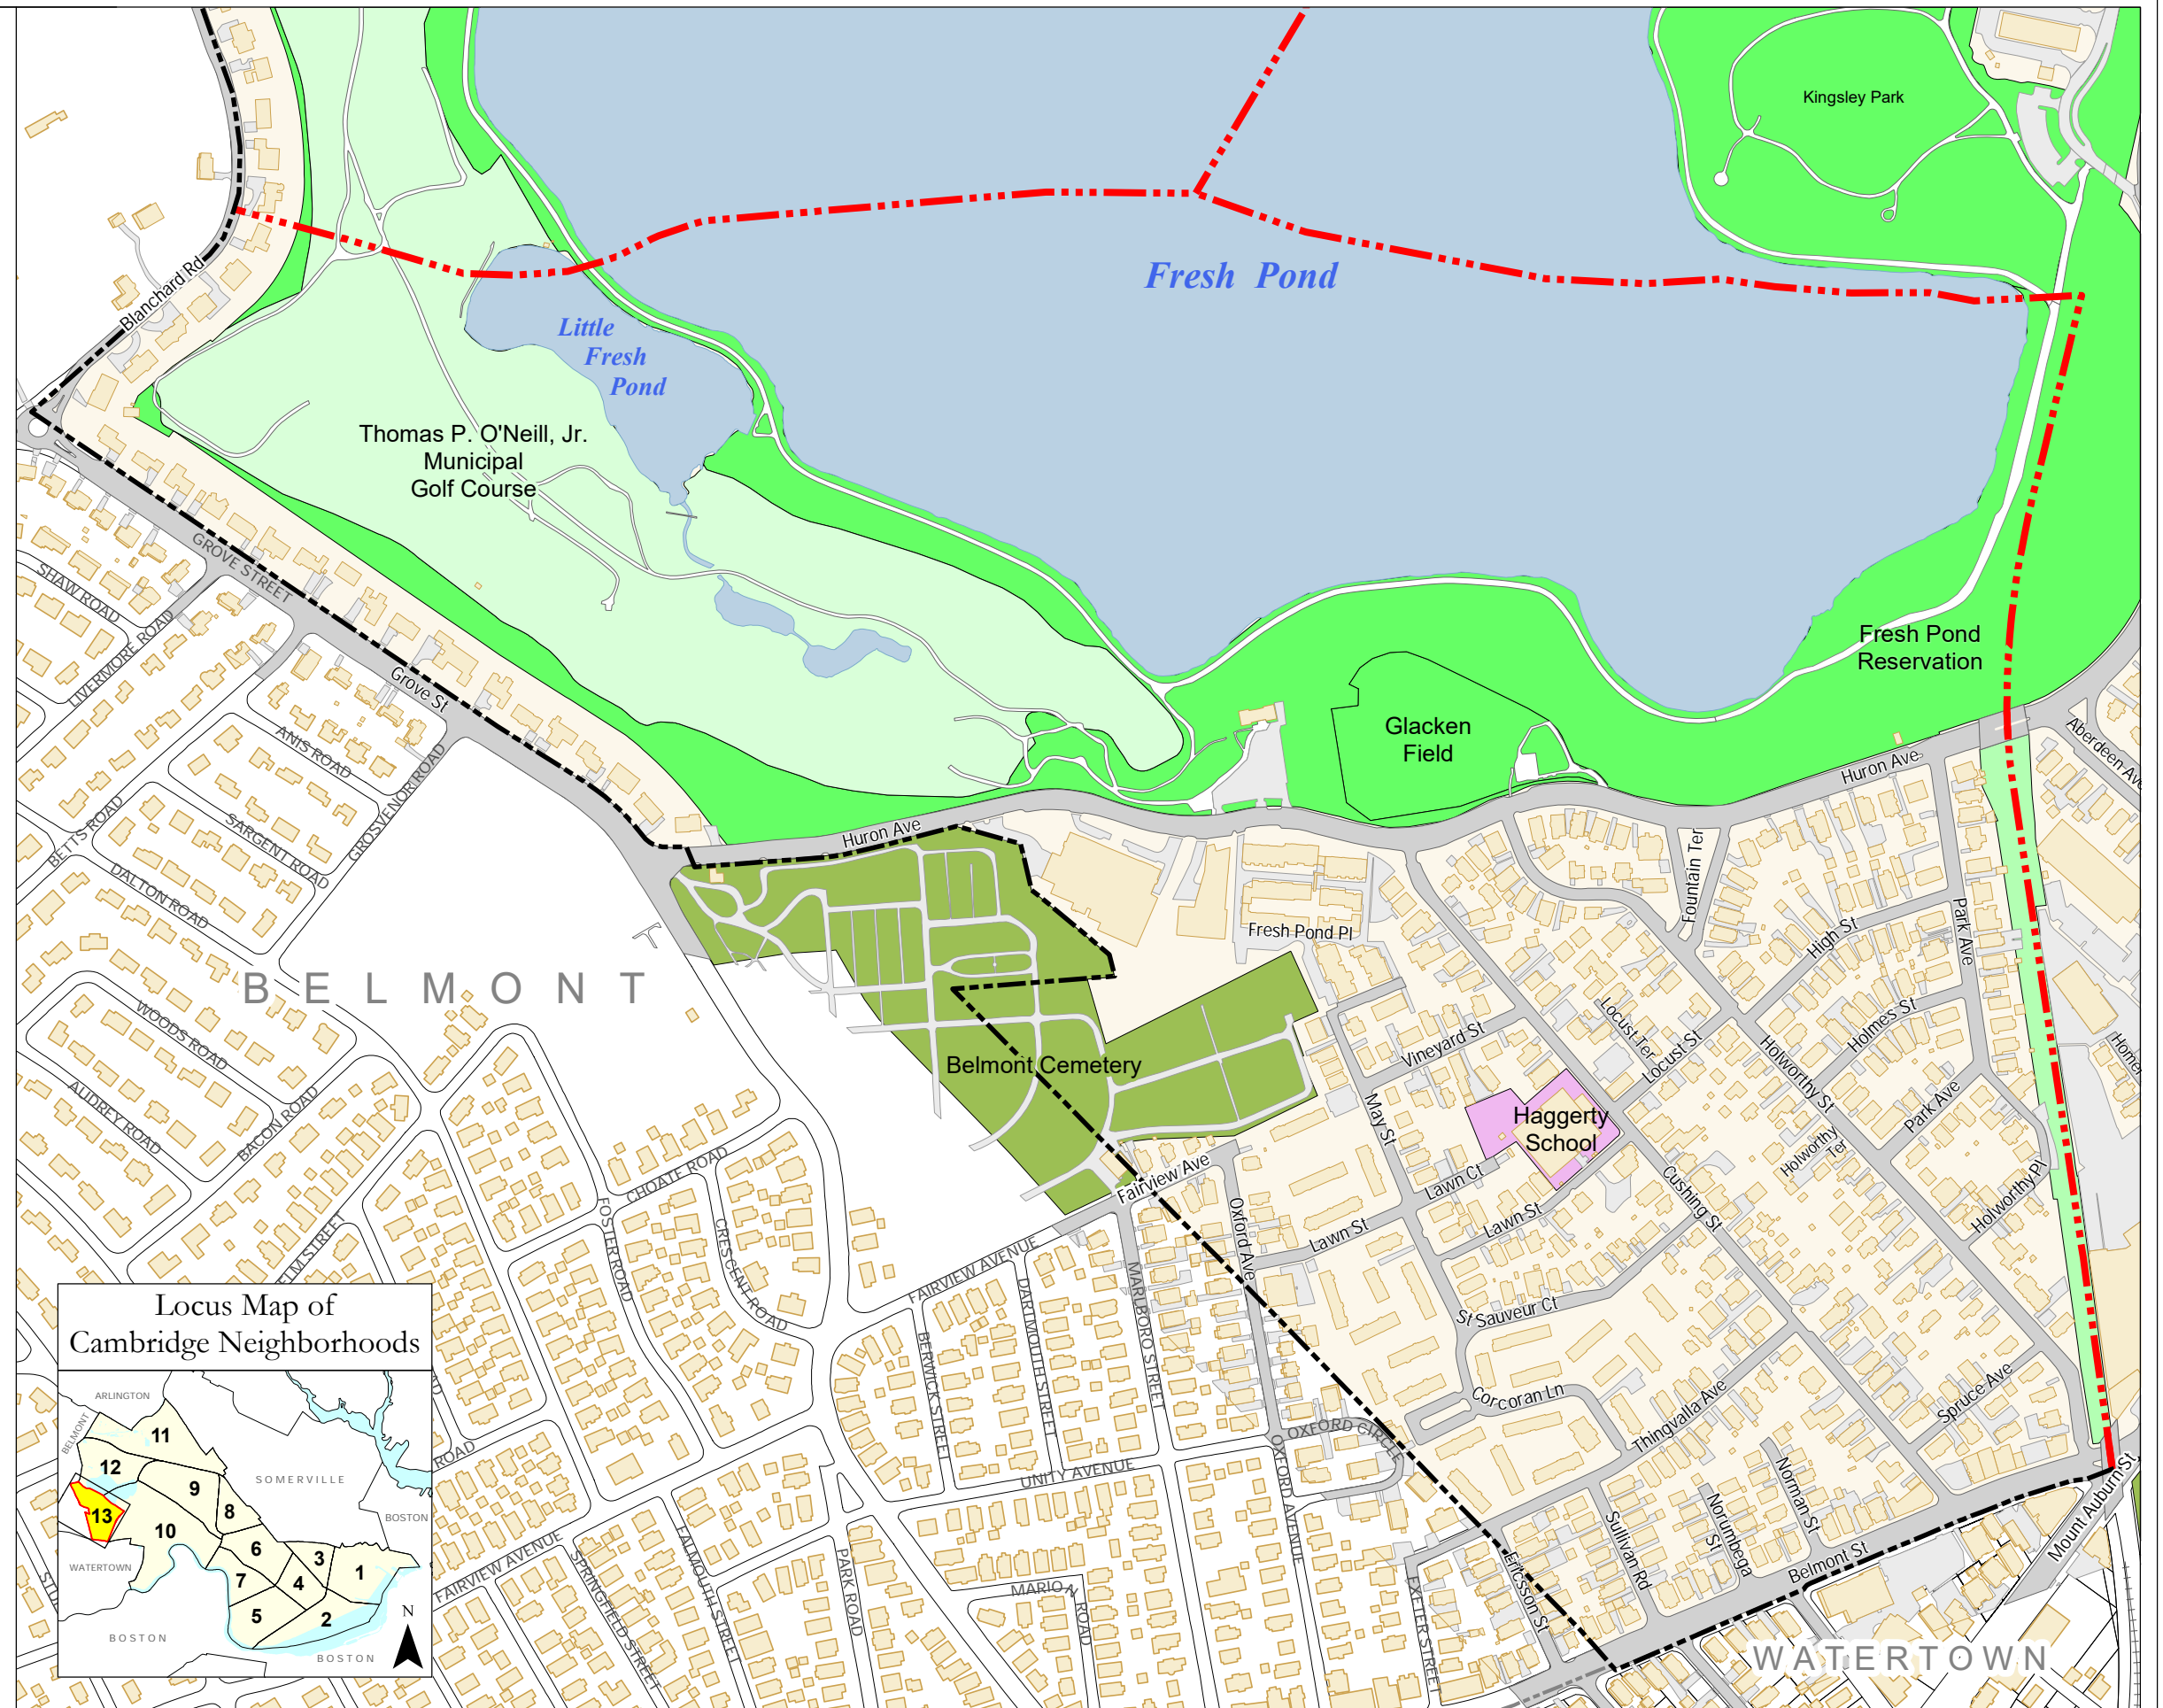 Kingsley Park
Fresh Pond
Blanchard Rd
Little
Fresh
Pond
Thomas P. O'Neill, Jr.
Municipal
Golf Course
GROVE STREET
SHAW ROAD
LIVERMORE ROAD
Grove St
Fresh Pond
Reservation
Glacken
Field
Aberdeen Ave
Huron Ave
ANIS ROAD
GROSVENOR ROAD
BETTS ROAD
SARGENT ROAD
DALTON ROAD
Huron Ave
Fountain Ter
Park Ave
High St
Fresh Pond Pl
BELMONT
WOODS ROAD
AUDREY ROAD
BACON ROAD
Belmont Cemetery
Vineyard St
Locust Ter
Locust St
Holworthy St
Holmes St
Homer
May St
Haggerty
School
Park Ave
Holworthy
Ter
Holworthy Pl
Cushing St
Lawn Ct
Lawn St
Lawn St
Fairview Ave
Oxford Ave
CHOATE ROAD
CRESCENT ROAD
FOSTER ROAD
ELM STREET
FAIRVIEW AVENUE
MARLBORO STREET
DARTMOUTH STREET
BERWICK STREET
St Sauveur Ct
Corcoran Ln
Thingvalla Ave
Spruce Ave
OXFORD CIRCLE
OXFORD AVENUE
UNITY AVENUE
Norman St
Norumbega
St
Sullivan Rd
Belmont St
Mount Auburn St
Ericsson St
EXETER STREET
MARION
ROAD
PARK ROAD
FALMOUTH STREET
SPRINGFIELD STREET
FAIRVIEW AVENUE
ROAD
WATERTOWN
Locus Map of
Cambridge Neighborhoods
ARLINGTON
BELMONT
11
12
9
SOMERVILLE
8
13
10
BOSTON
6
3
1
WATERTOWN
7
4
5
2
N
BOSTON
BOSTON